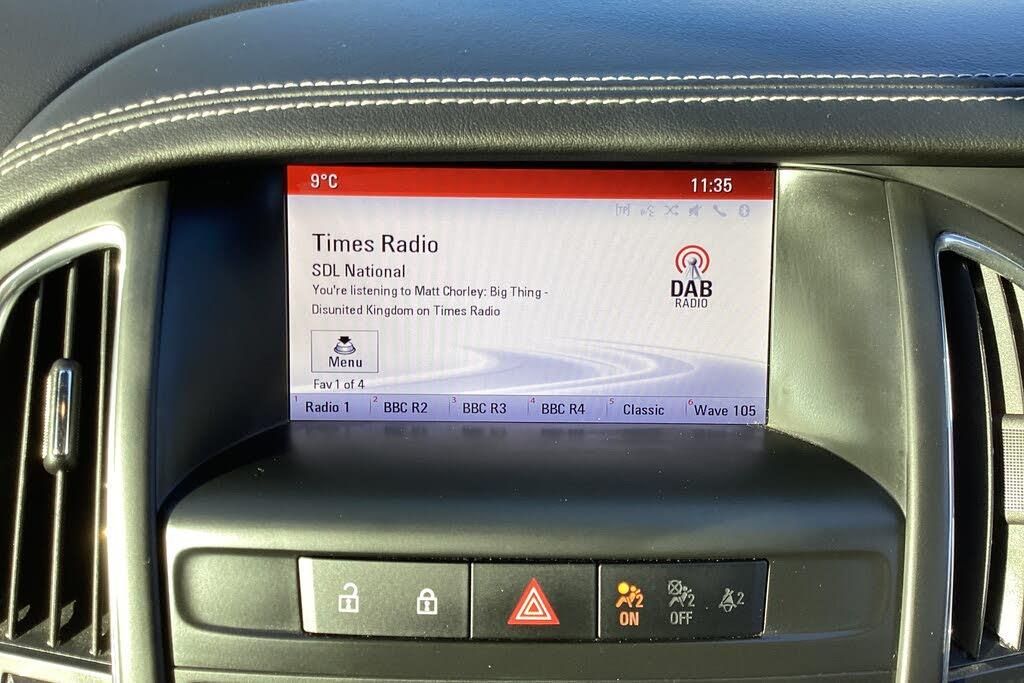 9°C 11:35
[TP]
Times Radio
SDL National
You're listening to Matt Chorley: Big Thing -
Disunited Kingdom on Times Radio
DAB
RADIO
Menu
Fav 1 of 4
1 Radio 1 2 BBC R2 3 BBC R3 4 BBC R4 5 Classic 6 Wave 105
2 2 2
ON OFF